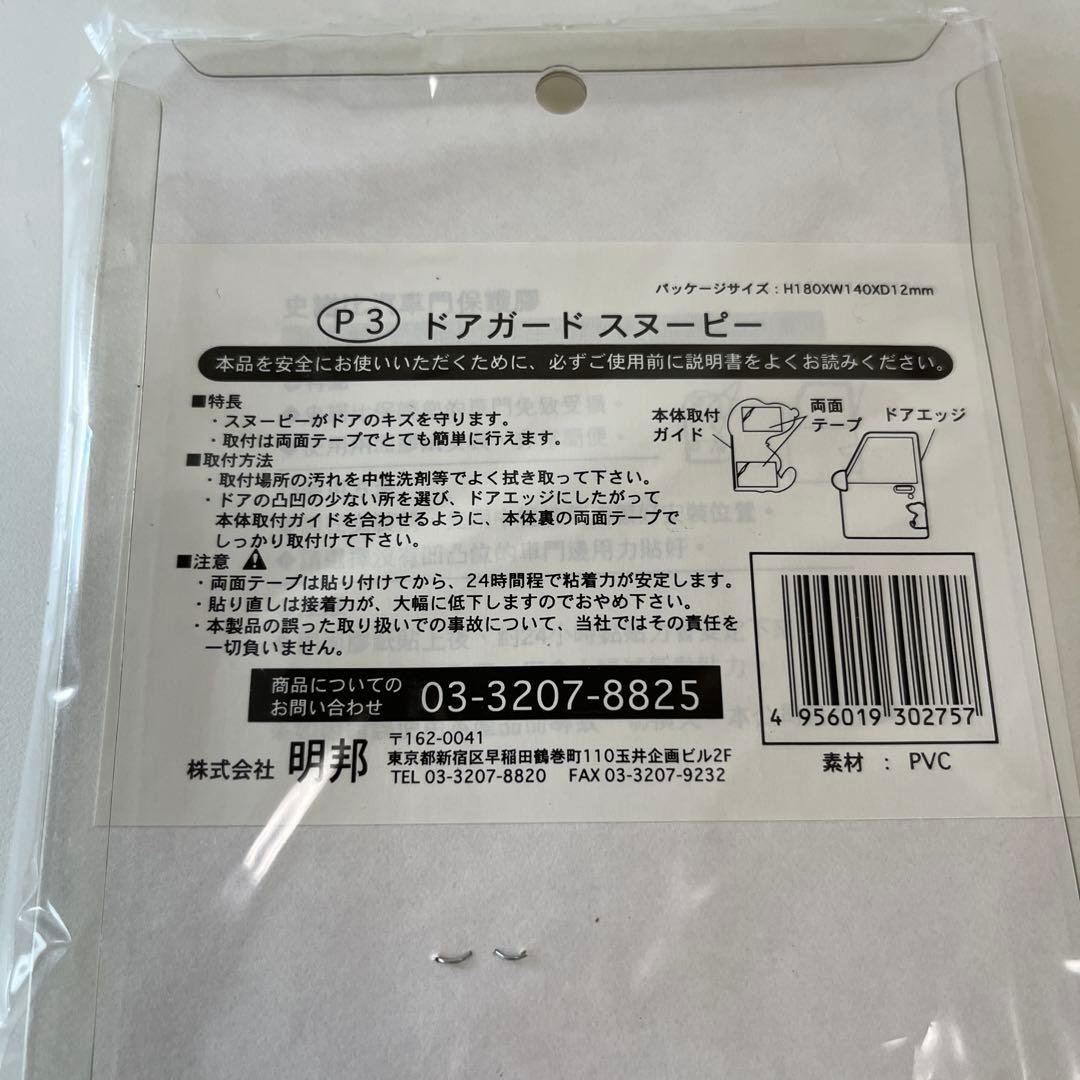 パッケージサイズ：H180XW140XD12mm
P3 ドアガード スヌーピー
本品を安全にお使いいただくために、必ずご使用前に説明書をよくお読みください。
■特長
・スヌーピーがドアのキズを守ります。
・取付は両面テープでとても簡単に行えます。
■取付方法
・取付場所の汚れを中性洗剤等でよく拭き取って下さい。
・ドアの凸凹の少ない所を選び、ドアエッジにしたがって
本体取付ガイドを合わせるように、本体裏の両面テープで
しっかり取付けて下さい。
本体取付
ガイド
両面
テープ
ドアエッジ
■注意
・両面テープは貼り付けてから、24時間程で粘着力が安定します。
・貼り直しは接着力が、大幅に低下しますのでおやめ下さい。
・本製品の誤った取り扱いでの事故について、当社ではその責任を
一切負いません。
商品についての
お問い合わせ
03-3207-8825
株式会社 明邦
〒162-0041
東京都新宿区早稲田鶴巻町110玉井企画ビル2F
TEL 03-3207-8820 FAX 03-3207-9232
4 956019 302757
素材 ： PVC